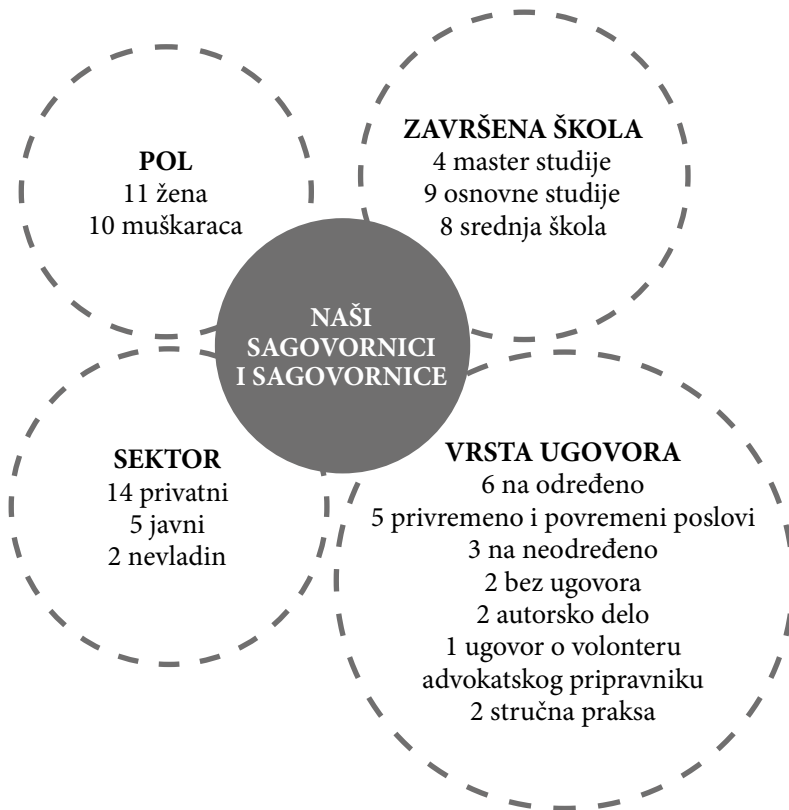 POL
11 žena
10 muškaraca
ZAVRŠENA ŠKOLA
4 master studije
9 osnovne studije
8 srednja škola
NAŠI
SAGOVORNICI
I SAGOVORNICE
SEKTOR
14 privatni
5 javni
2 nevladin
VRSTA UGOVORA
6 na određeno
5 privremeno i povremeni poslovi
3 na neodređeno
2 bez ugovora
2 autorsko delo
1 ugovor o volonteru
advokatskog pripravniku
2 stručna praksa